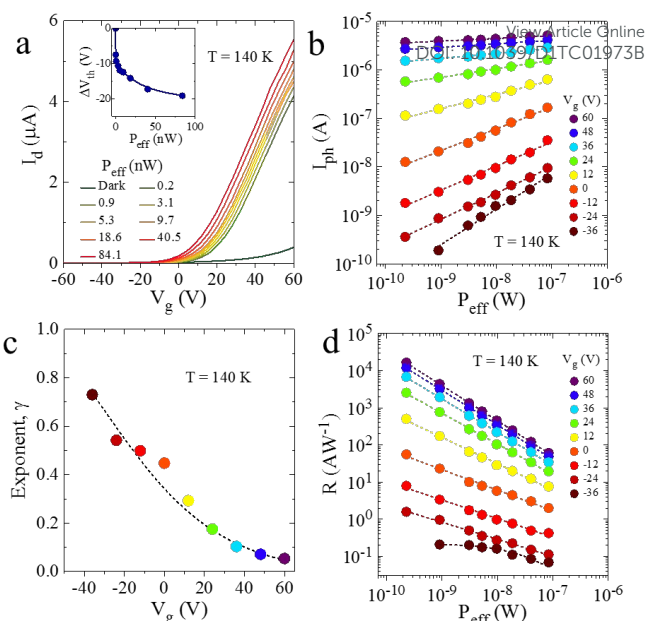 a
ΔV_th (V)
0
-10
-20
0
50
100
P_eff (nW)
T = 140 K
I_d (μA)
6
4
2
0
P_eff (nW)
Dark 0.2
0.9 3.1
5.3 9.7
18.6 40.5
84.1
-60 -40 -20 0 20 40 60
V_g (V)
b
View Article Online
I_ph (A)
10^-5
10^-6
10^-7
10^-8
10^-9
10^-10
V_g (V)
60
48
36
24
12
0
-12
-24
-36
T = 140 K
10^-10 10^-9 10^-8 10^-7 10^-6
P_eff (W)
c
Exponent, γ
1.0
0.8
0.6
0.4
0.2
0.0
T = 140 K
-40 -20 0 20 40 60
V_g (V)
d
R (AW^-1)
10^5
10^4
10^3
10^2
10^1
10^0
10^-1
T = 140 K
V_g (V)
60
48
36
24
12
0
-12
-24
-36
10^-10 10^-9 10^-8 10^-7 10^-6
P_eff (W)